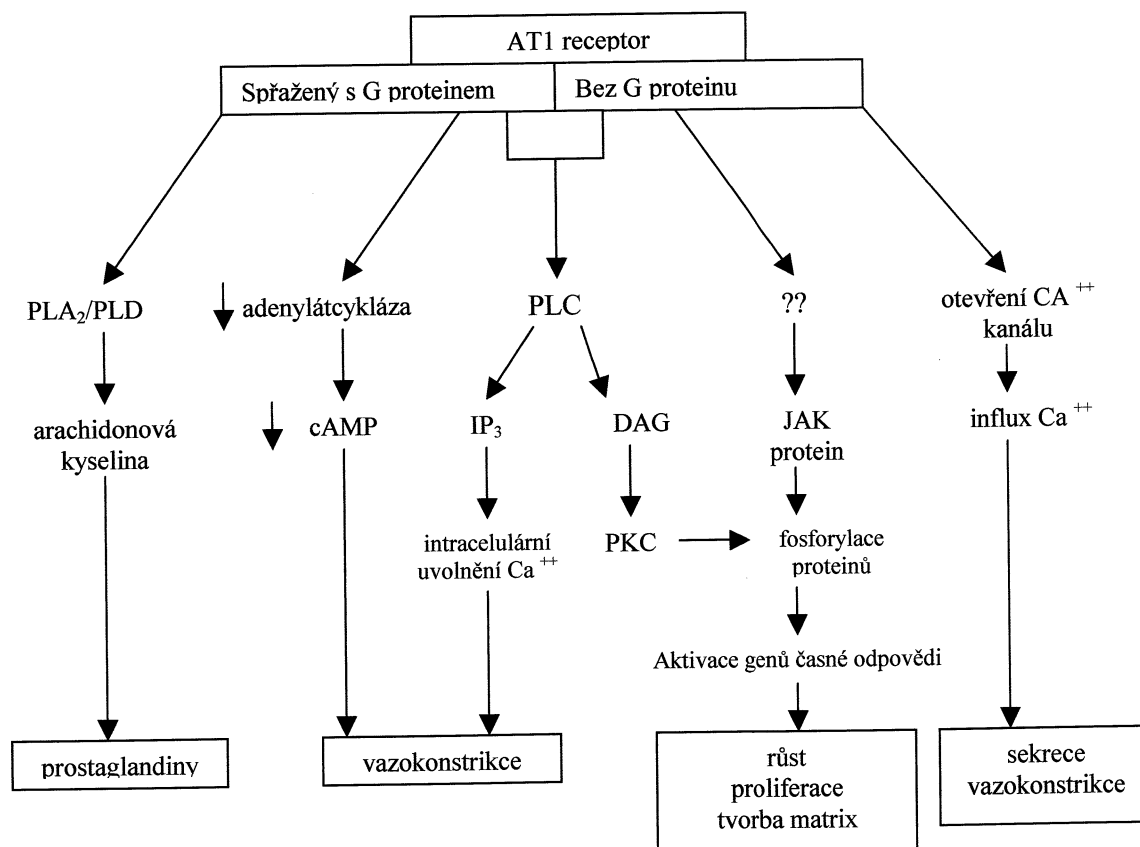 AT1 receptor
Spřažený s G proteinem
Bez G proteinu
PLA₂/PLD
adenylátcykláza
PLC
??
otevření CA ⁺⁺
kanálu
arachidonová
kyselina
cAMP
IP₃
DAG
JAK
protein
influx Ca ⁺⁺
intracelulární
uvolnění Ca ⁺⁺
PKC
fosforylace
proteinů
Aktivace genů časné odpovědi
prostaglandiny
vazokonstrikce
růst
proliferace
tvorba matrix
sekrece
vazokonstrikce